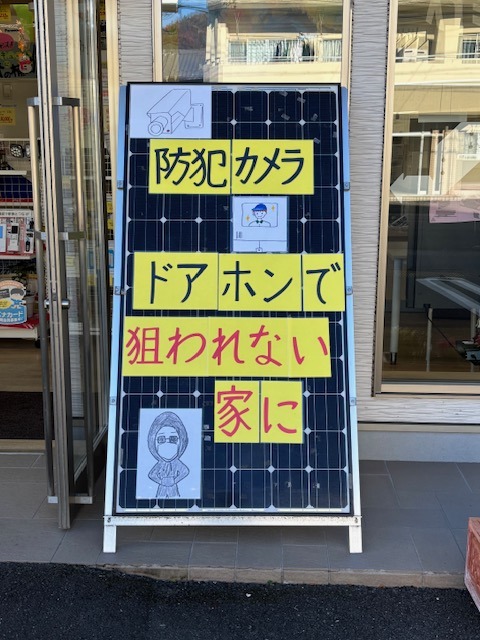 防犯カメラ
ドアホンで
狙われない
家に